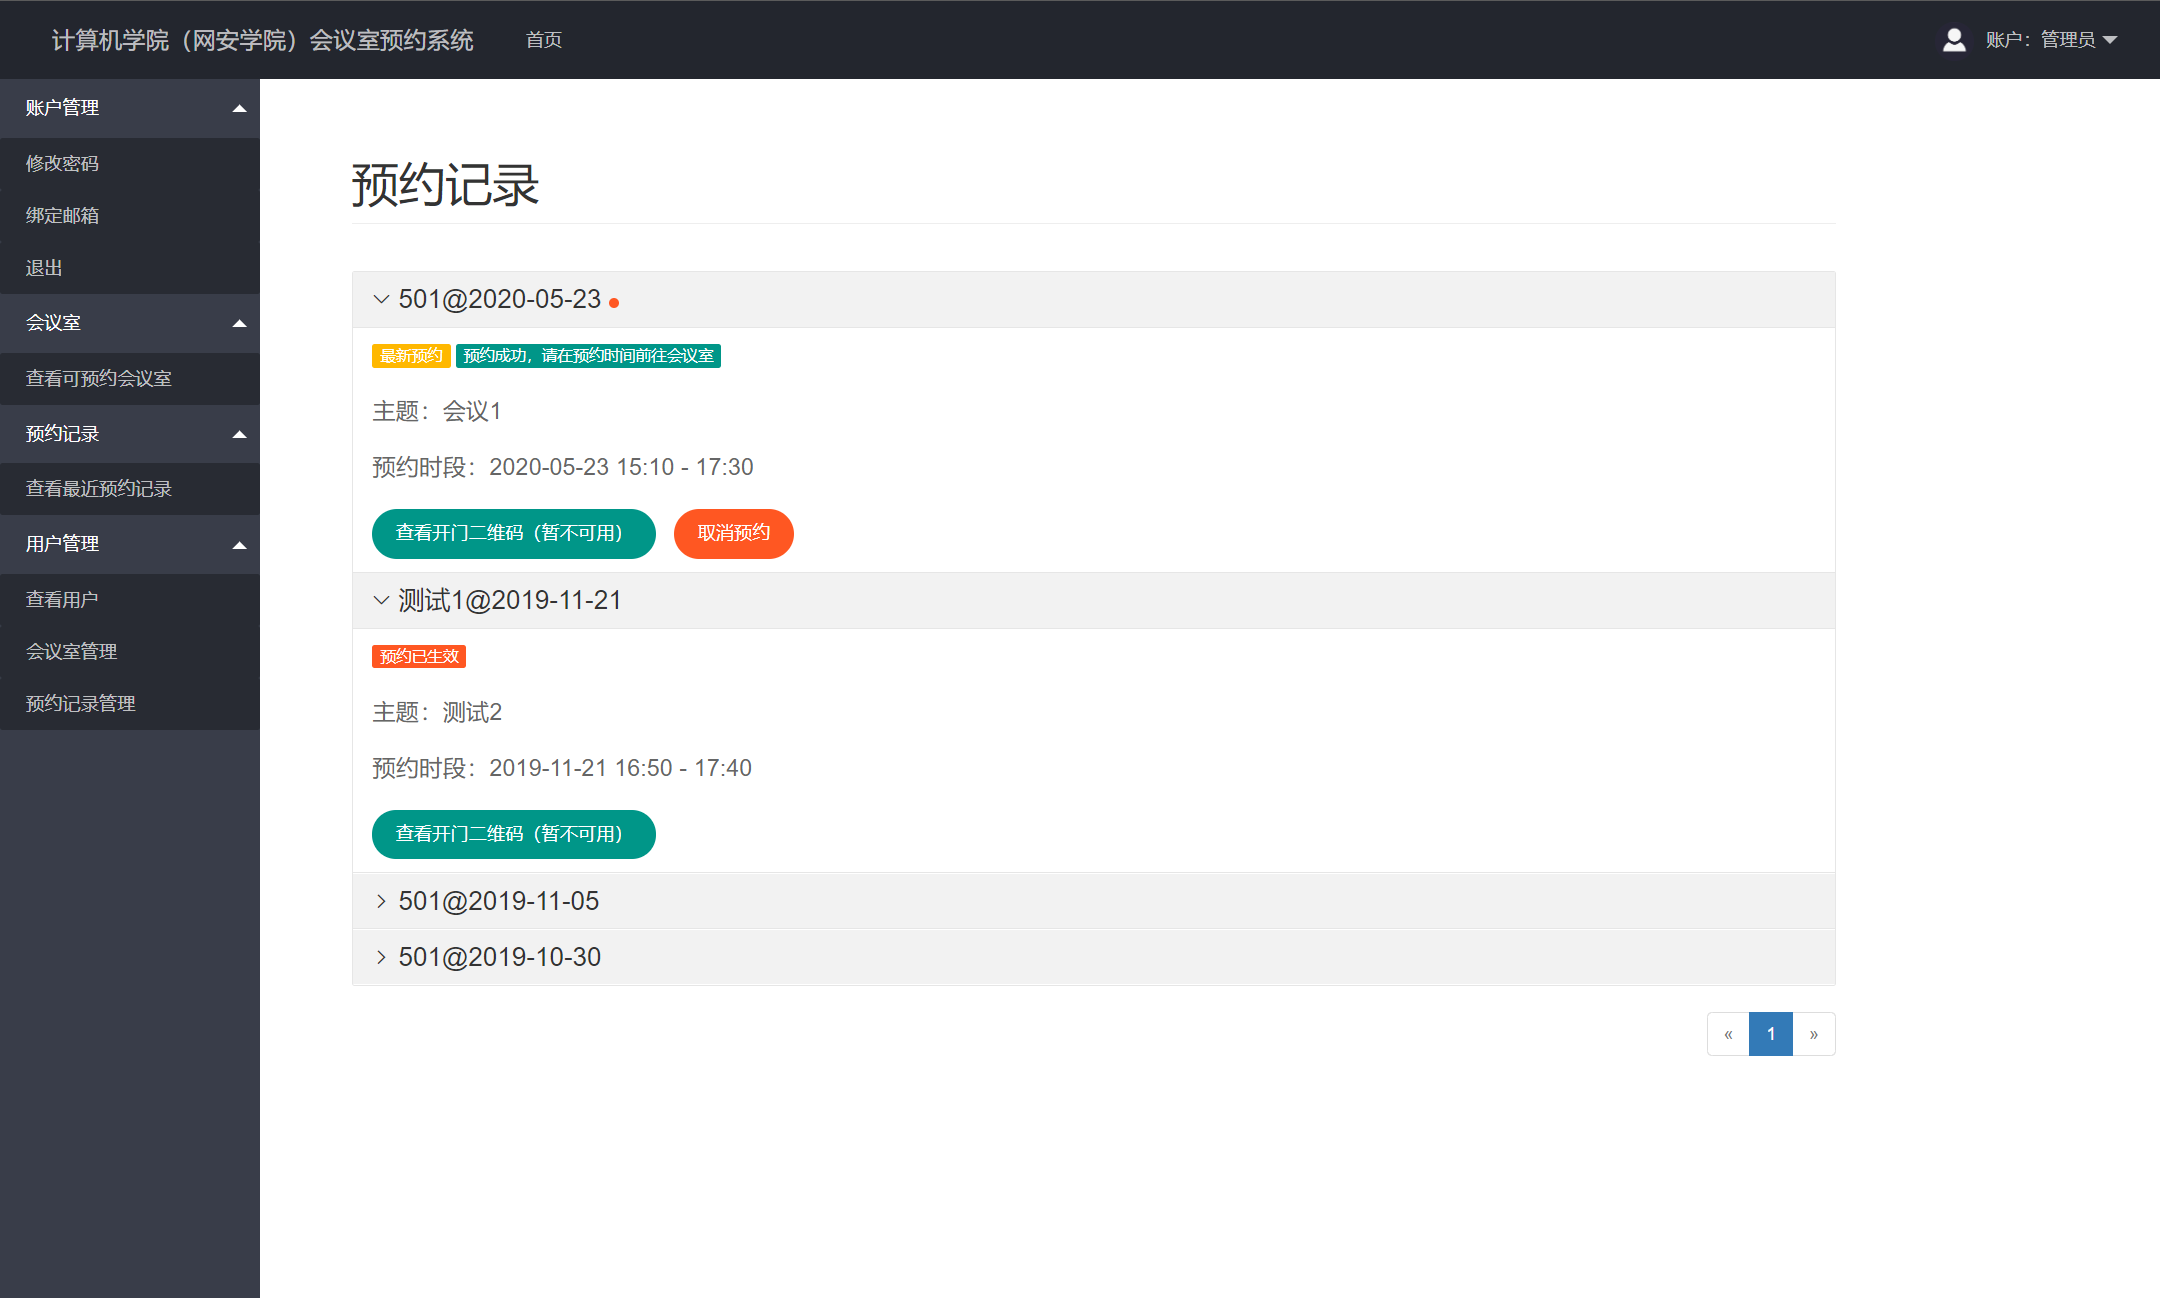 计算机学院（网安学院）会议室预约系统 首页 账户：管理员
账户管理
修改密码
绑定邮箱
退出
会议室
查看可预约会议室
预约记录
查看最近预约记录
用户管理
查看用户
会议室管理
预约记录管理
预约记录
501@2020-05-23
最新预约 预约成功，请在预约时间前往会议室
主题：会议1
预约时段：2020-05-23 15:10 - 17:30
查看开门二维码（暂不可用） 取消预约
测试1@2019-11-21
预约已生效
主题：测试2
预约时段：2019-11-21 16:50 - 17:40
查看开门二维码（暂不可用）
501@2019-11-05
501@2019-10-30
« 1 »